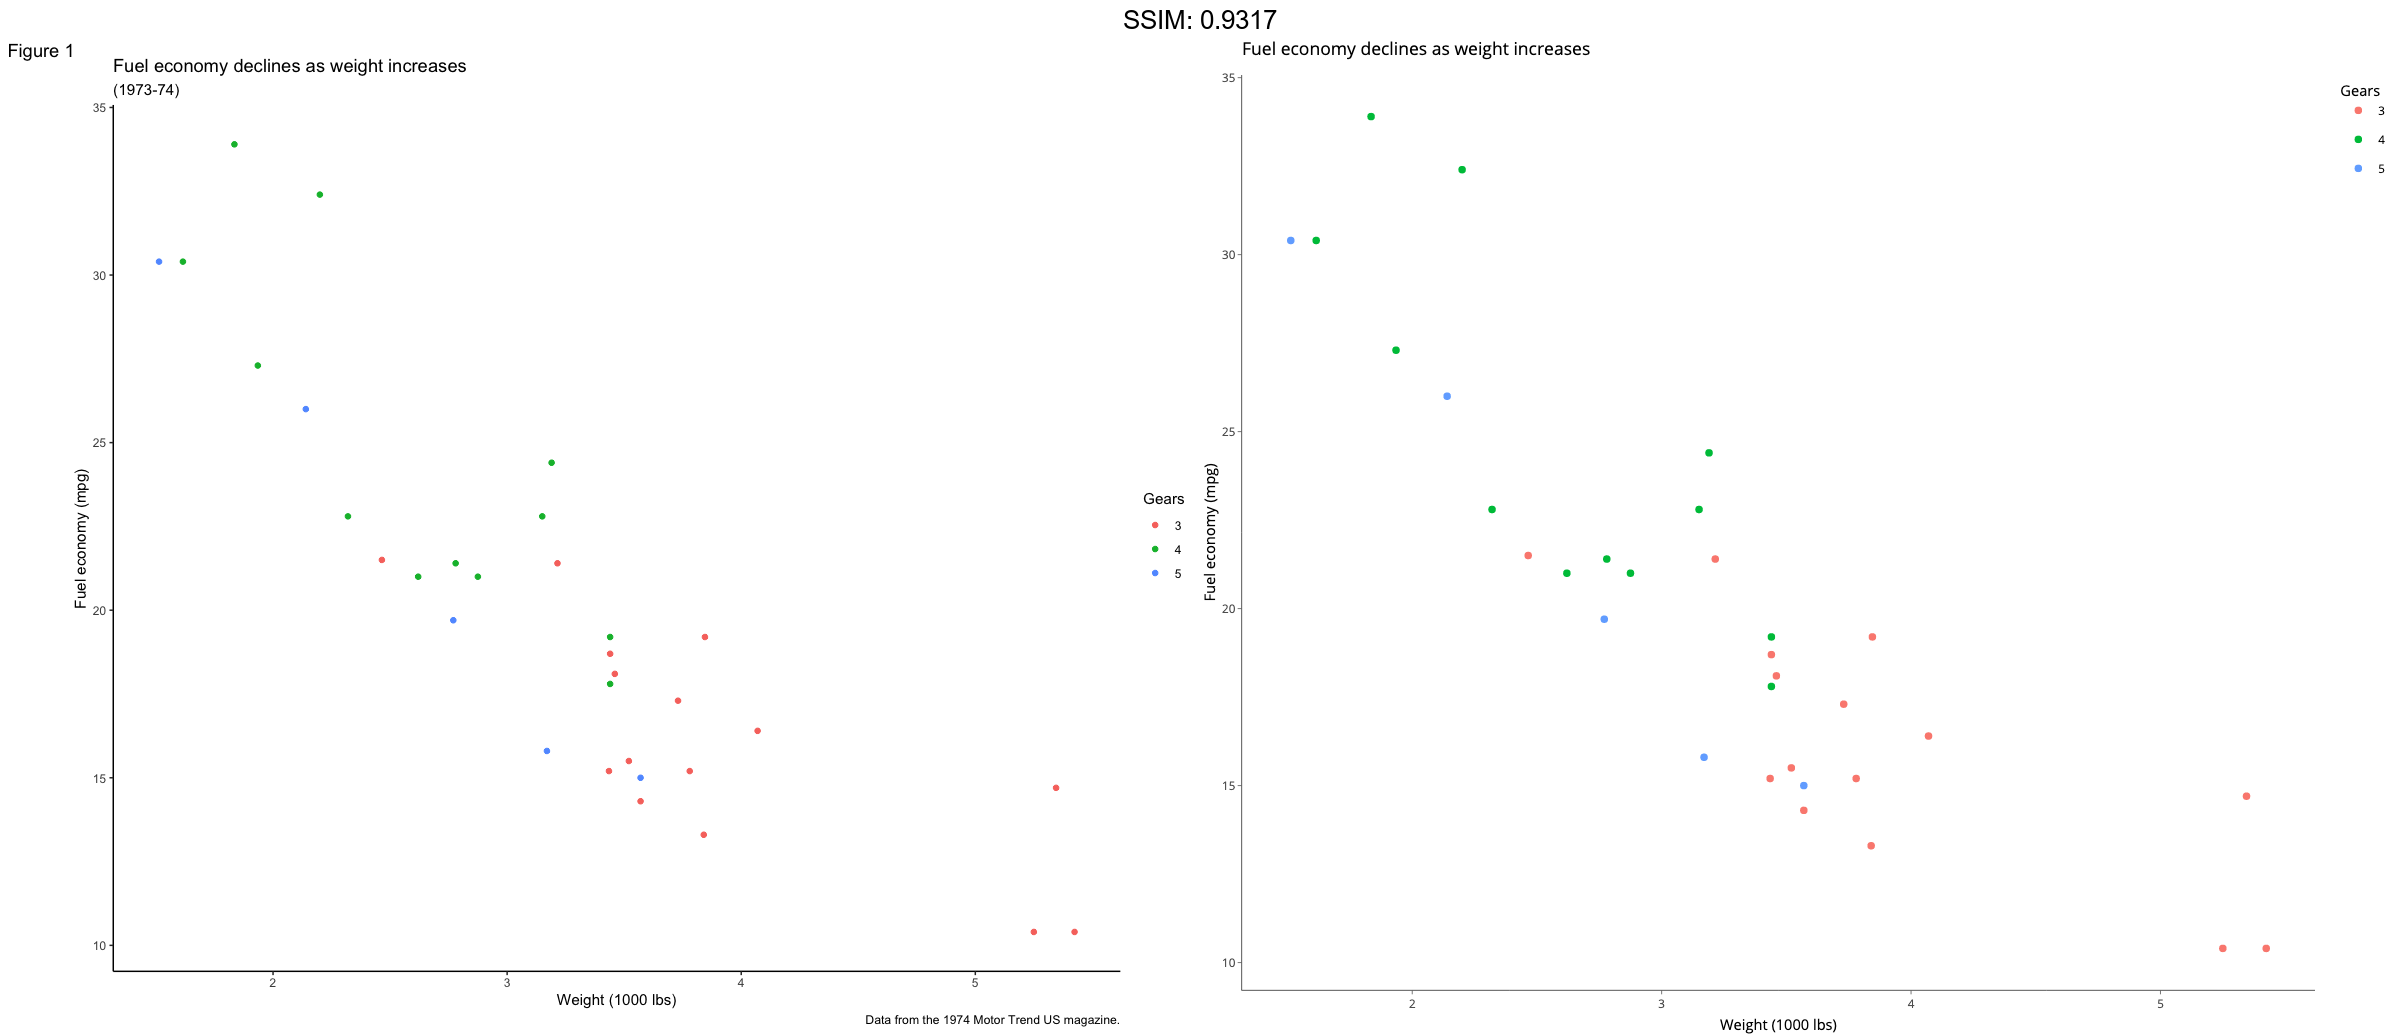 SSIM: 0.9317
Figure 1
Fuel economy declines as weight increases
(1973-74)
35
30
25
20
15
10
Fuel economy (mpg)
2 3 4 5
Weight (1000 lbs)
Data from the 1974 Motor Trend US magazine.
Gears
3
4
5
Fuel economy declines as weight increases
35
30
25
20
15
10
Fuel economy (mpg)
2 3 4 5
Weight (1000 lbs)
Gears
3
4
5